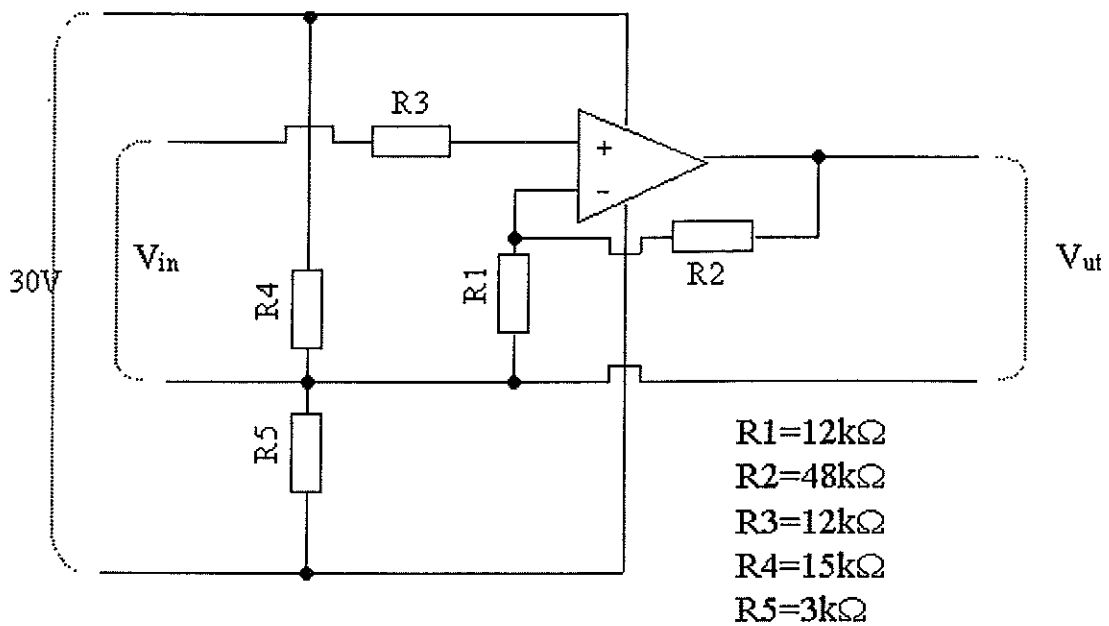 R3
+
-
30V
Vin
R4
R1
R2
Vut
R5
R1=12kΩ
R2=48kΩ
R3=12kΩ
R4=15kΩ
R5=3kΩ